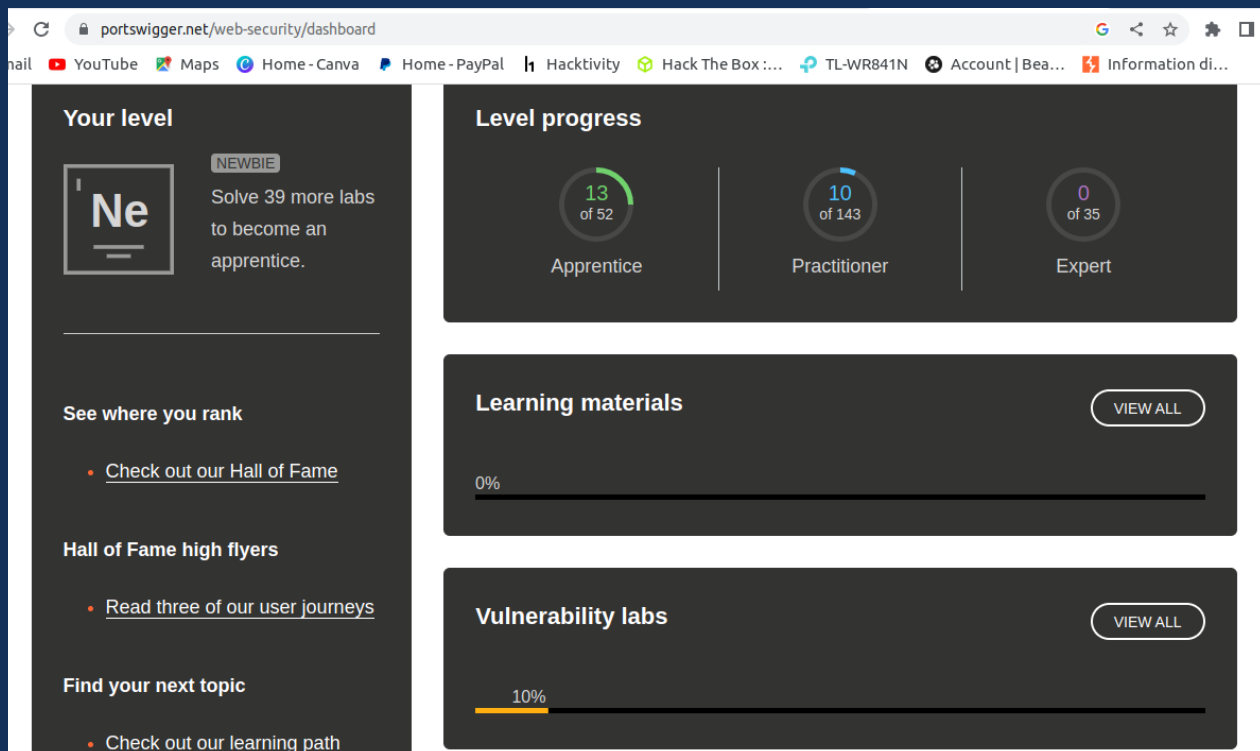 portswigger.net/web-security/dashboard
YouTube Maps Home - Canva Home - PayPal Hacktivity Hack The Box :... TL-WR841N Account | Bea... Information di...
Your level
Ne
NEWBIE
Solve 39 more labs
to become an
apprentice.
See where you rank
Check out our Hall of Fame
Hall of Fame high flyers
Read three of our user journeys
Find your next topic
Check out our learning path
Level progress
13
of 52
Apprentice
10
of 143
Practitioner
0
of 35
Expert
Learning materials
VIEW ALL
0%
Vulnerability labs
VIEW ALL
10%